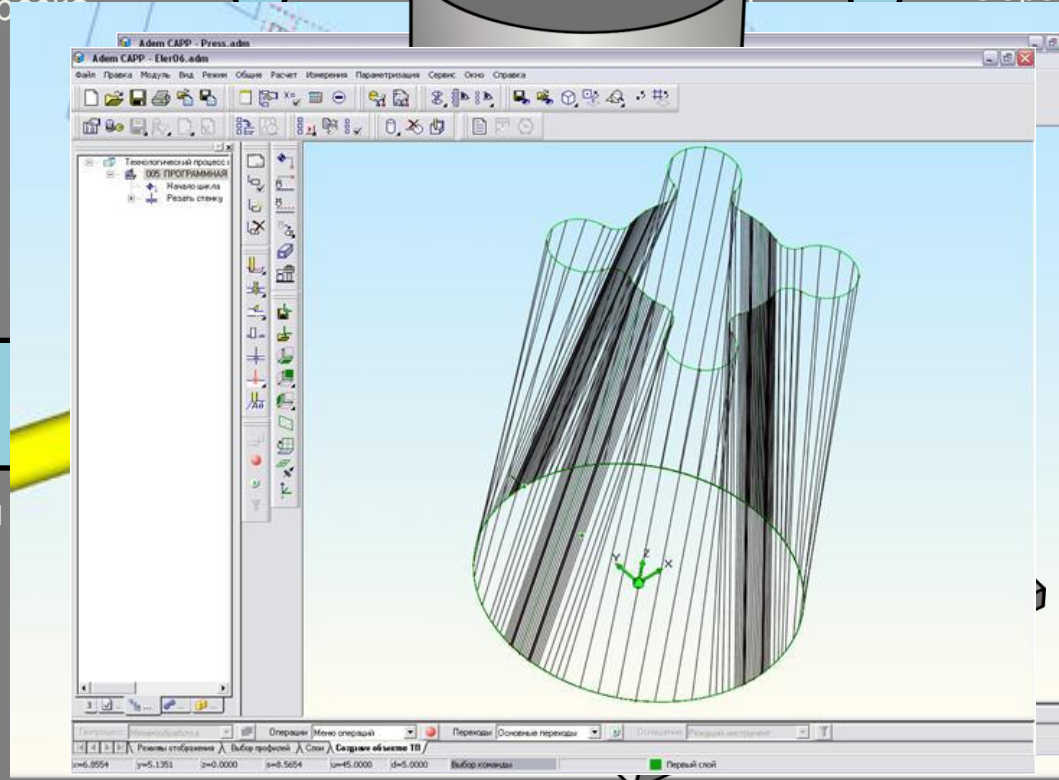 Adem CAPP - Press.adm
Adem CAPP - Eler06.adm
Файл Правка Модуль Вид Режим Общие Расчет Измерения Параметризация Сервис Окно Справка
Технологический процесс
005 ПРОГРАММНАЯ
Начало цикла
Резать стенку
Z
Y
X
Операции Меню операций Переходы Основные переходы Оснащение Режущий инструмент
Режимы отображения Выбор профилей Слои Создание объектов ТП
x=6.8554 y=5.1351 z=0.0000 s=8.5654 u=45.0000 d=5.0000 Выбор команды Первый слой